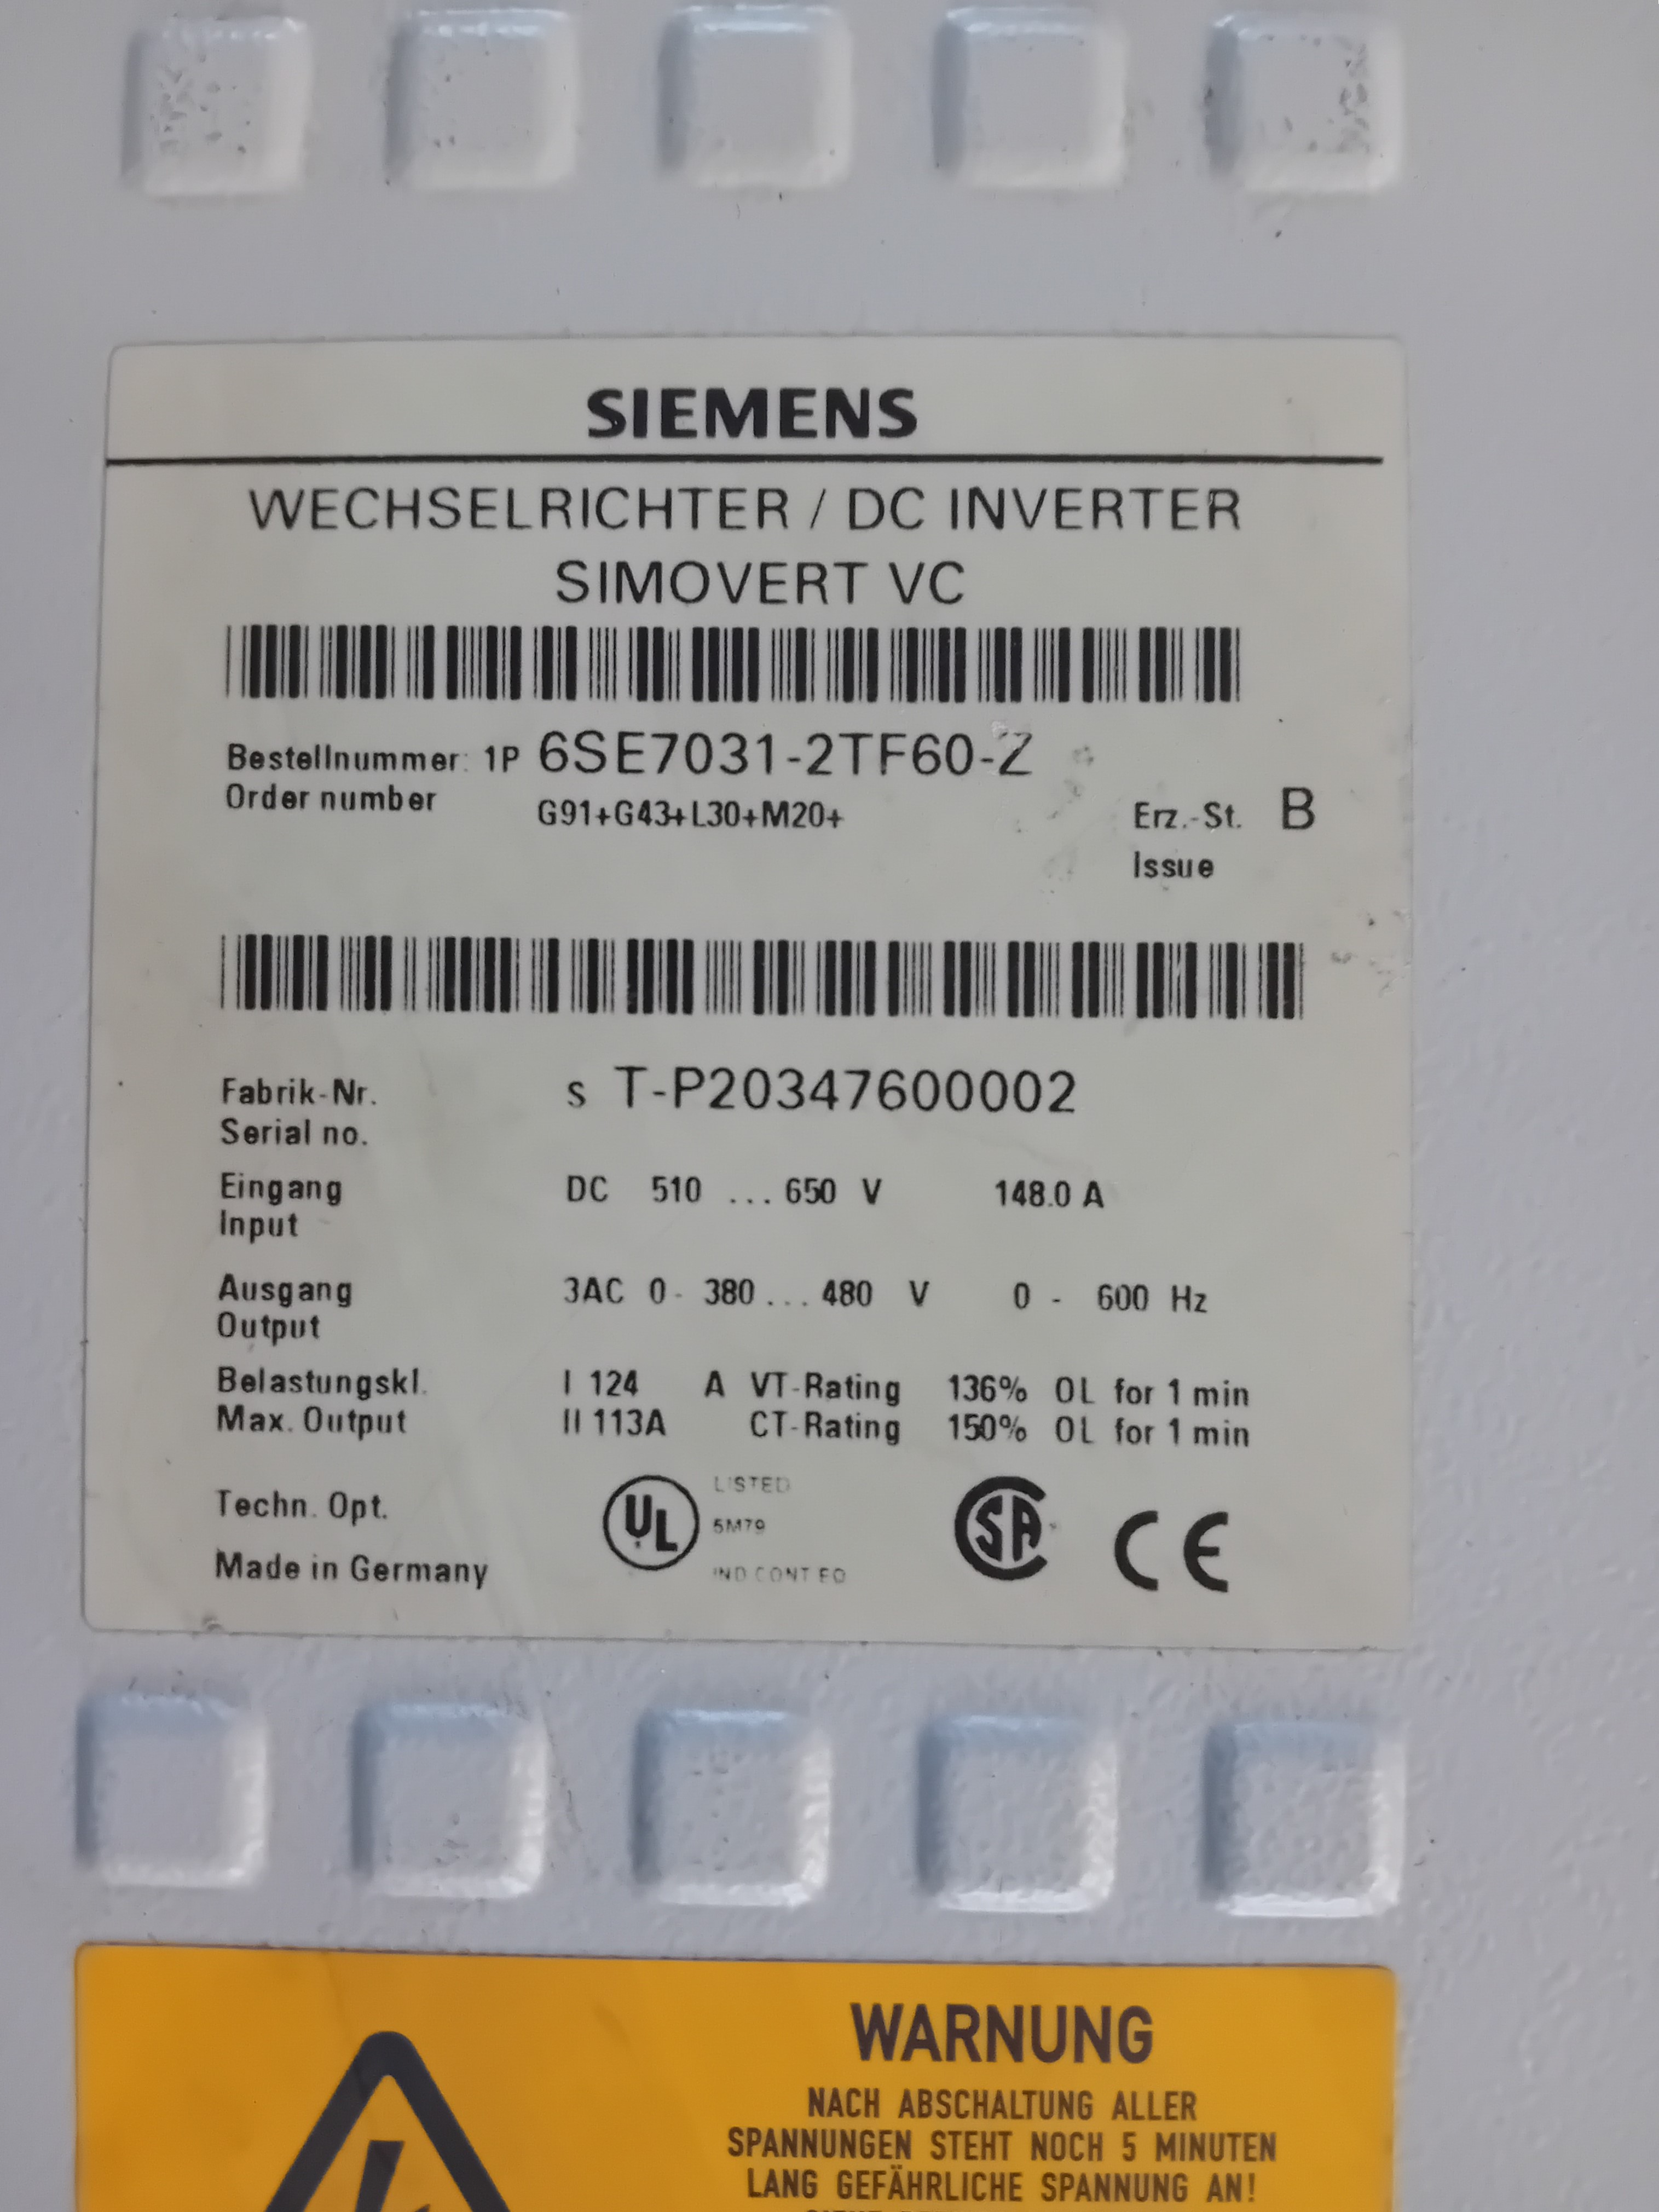 SIEMENS
WECHSELRICHTER / DC INVERTER
SIMOVERT VC
Bestellnummer: 1P 6SE7031-2TF60-Z
Order number G91+G43+L30+M20+ Erz.-St. B
Issue
Fabrik-Nr. s T-P20347600002
Serial no.
Eingang DC 510 ... 650 V 148.0 A
Input
Ausgang 3AC 0- 380 ... 480 V 0 - 600 Hz
Output
Belastungskl. I 124 A VT-Rating 136% OL for 1 min
Max. Output II 113A CT-Rating 150% OL for 1 min
Techn. Opt. UL LISTED
5M79
IND CONT EQ
SA CE
Made in Germany
WARNUNG
NACH ABSCHALTUNG ALLER
SPANNUNGEN STEHT NOCH 5 MINUTEN
LANG GEFÄHRLICHE SPANNUNG AN!